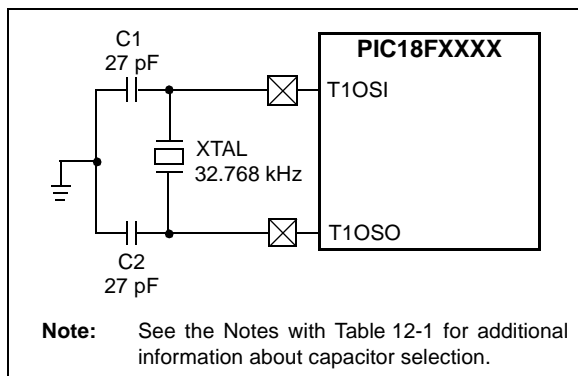 C1
27 pF
PIC18FXXXX
T1OSI
XTAL
32.768 kHz
T1OSO
C2
27 pF
Note: See the Notes with Table 12-1 for additional
information about capacitor selection.